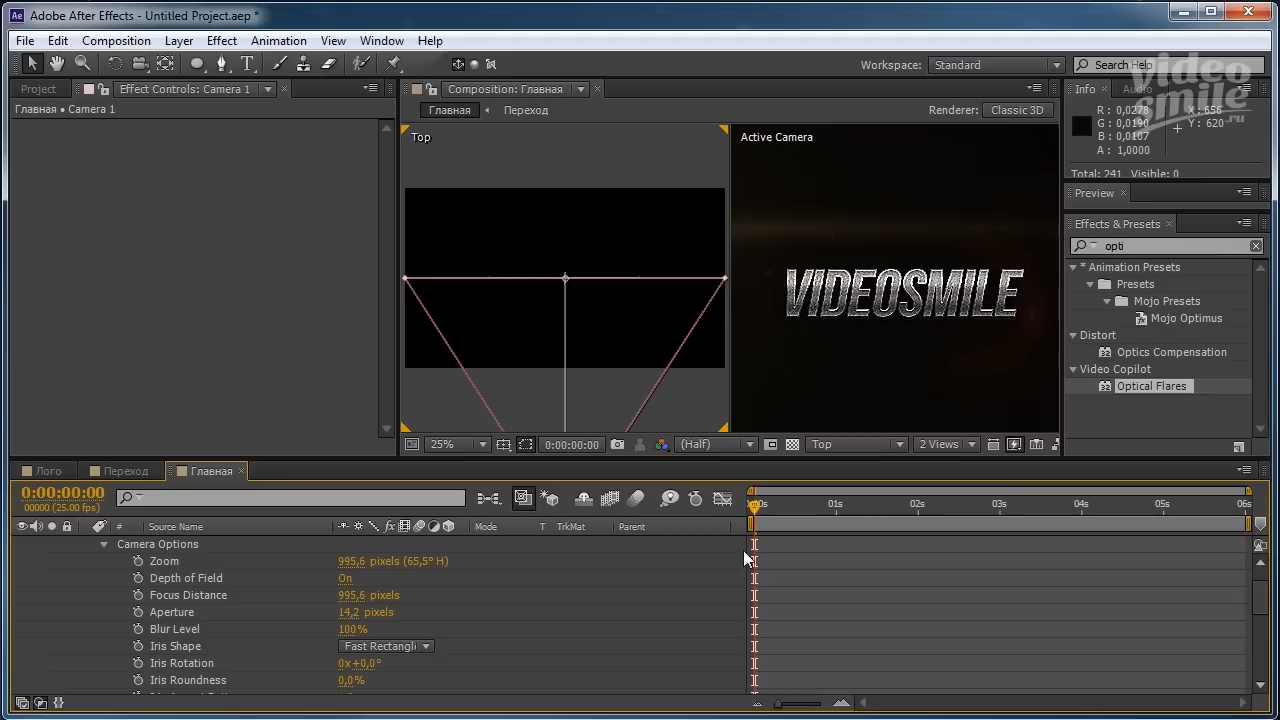 Adobe After Effects - Untitled Project.aep *
File Edit Composition Layer Effect Animation View Window Help
Workspace: Standard Search Help
Project Effect Controls: Camera 1 Composition: Главная Info Audio
Главная • Camera 1
Главная Переход Renderer: Classic 3D
R : 0,0278
G : 0,0190
B : 0,0107
A : 1,0000
X : 656
Y : 620
Total: 241 Visible: 0
video
smile
.ru
Top
Active Camera
VIDEOSMILE
Preview
Effects & Presets
opti
* Animation Presets
Presets
Mojo Presets
Mojo Optimus
Distort
Optics Compensation
Video Copilot
Optical Flares
25% 0:00:00:00 (Half) Top 2 Views
Лого Переход Главная
0:00:00:00
00000 (25.00 fps)
01s 02s 03s 04s 05s 06s
# Source Name Mode T TrkMat Parent
Camera Options
Zoom 995,6 pixels (65,5° H)
Depth of Field On
Focus Distance 995,6 pixels
Aperture 14,2 pixels
Blur Level 100%
Iris Shape Fast Rectangl
Iris Rotation 0x+0,0°
Iris Roundness 0,0%